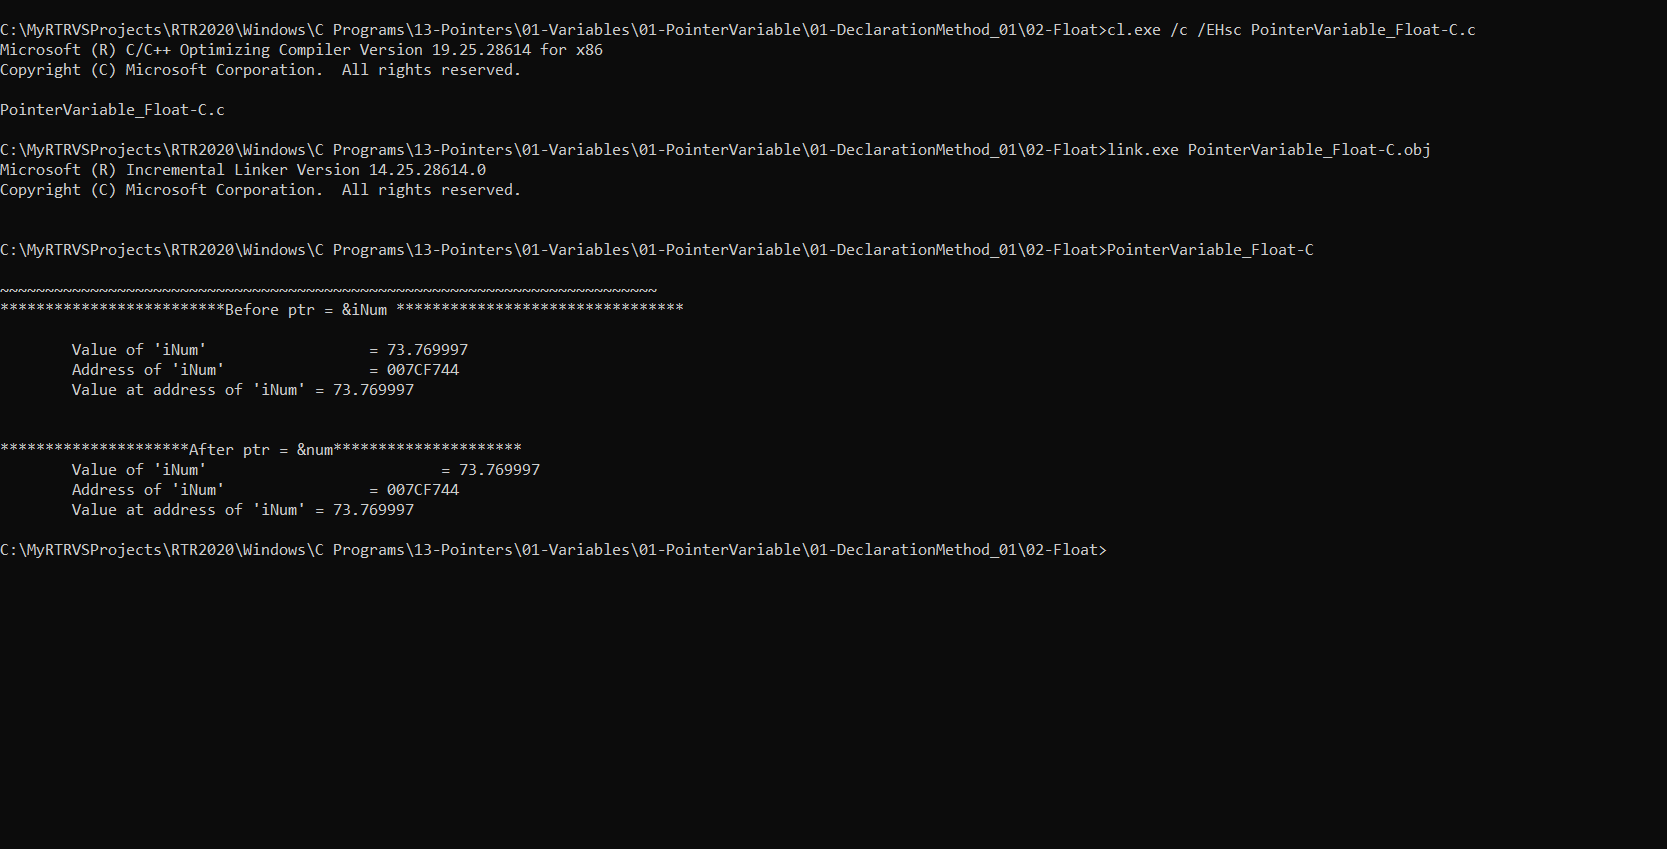 C:\MyRTRVSProjects\RTR2020\Windows\C Programs\13-Pointers\01-Variables\01-PointerVariable\01-DeclarationMethod_01\02-Float>cl.exe /c /EHsc PointerVariable_Float-C.c
Microsoft (R) C/C++ Optimizing Compiler Version 19.25.28614 for x86
Copyright (C) Microsoft Corporation.  All rights reserved.
PointerVariable_Float-C.c
C:\MyRTRVSProjects\RTR2020\Windows\C Programs\13-Pointers\01-Variables\01-PointerVariable\01-DeclarationMethod_01\02-Float>link.exe PointerVariable_Float-C.obj
Microsoft (R) Incremental Linker Version 14.25.28614.0
Copyright (C) Microsoft Corporation.  All rights reserved.
C:\MyRTRVSProjects\RTR2020\Windows\C Programs\13-Pointers\01-Variables\01-PointerVariable\01-DeclarationMethod_01\02-Float>PointerVariable_Float-C
~~~~~~~~~~~~~~~~~~~~~~~~~~~~~~~~~~~~~~~~~~~~~~~~~~~~~~~~~~~~~~~~~~~~~~~~~
*************************Before ptr = &iNum ********************************
        Value of 'iNum'                  = 73.769997
        Address of 'iNum'                = 007CF744
        Value at address of 'iNum' = 73.769997
*********************After ptr = &num*********************
        Value of 'iNum'                          = 73.769997
        Address of 'iNum'                = 007CF744
        Value at address of 'iNum' = 73.769997
C:\MyRTRVSProjects\RTR2020\Windows\C Programs\13-Pointers\01-Variables\01-PointerVariable\01-DeclarationMethod_01\02-Float>